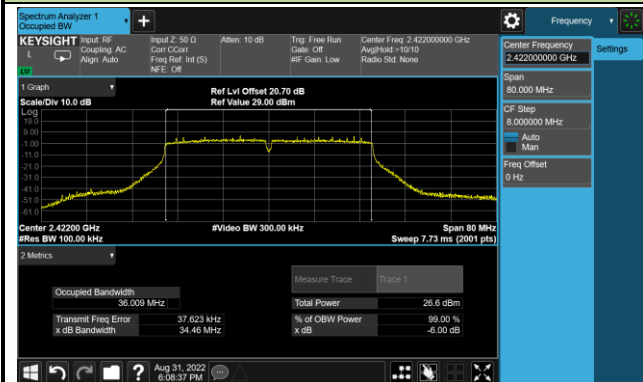 Spectrum Analyzer 1
Occupied BW
Frequency
KEYSIGHT
Input: RF
Coupling: AC
Align: Auto
Input Z: 50 Ω
Corr CCorr
Freq Ref: Int (S)
NFE: Off
Atten: 10 dB
Trig: Free Run
Gate: Off
#IF Gain: Low
Center Freq: 2.422000000 GHz
Avg|Hold:>10/10
Radio Std: None
L
Center Frequency
2.422000000 GHz
Settings
Span
80.000 MHz
CF Step
8.000000 MHz
Auto
Man
Freq Offset
0 Hz
1 Graph
Scale/Div 10.0 dB
Ref Lvl Offset 20.70 dB
Ref Value 29.00 dBm
Log
19.0
9.00
-1.00
-11.0
-21.0
-31.0
-41.0
-51.0
-61.0
Center 2.42200 GHz
#Video BW 300.00 kHz
Span 80 MHz
#Res BW 100.00 kHz
Sweep 7.73 ms (2001 pts)
2 Metrics
Measure Trace
Trace 1
Occupied Bandwidth
36.009 MHz
Total Power
26.6 dBm
Transmit Freq Error
37.623 kHz
% of OBW Power
99.00 %
x dB Bandwidth
34.46 MHz
x dB
-6.00 dB
?
Aug 31, 2022
6:08:37 PM